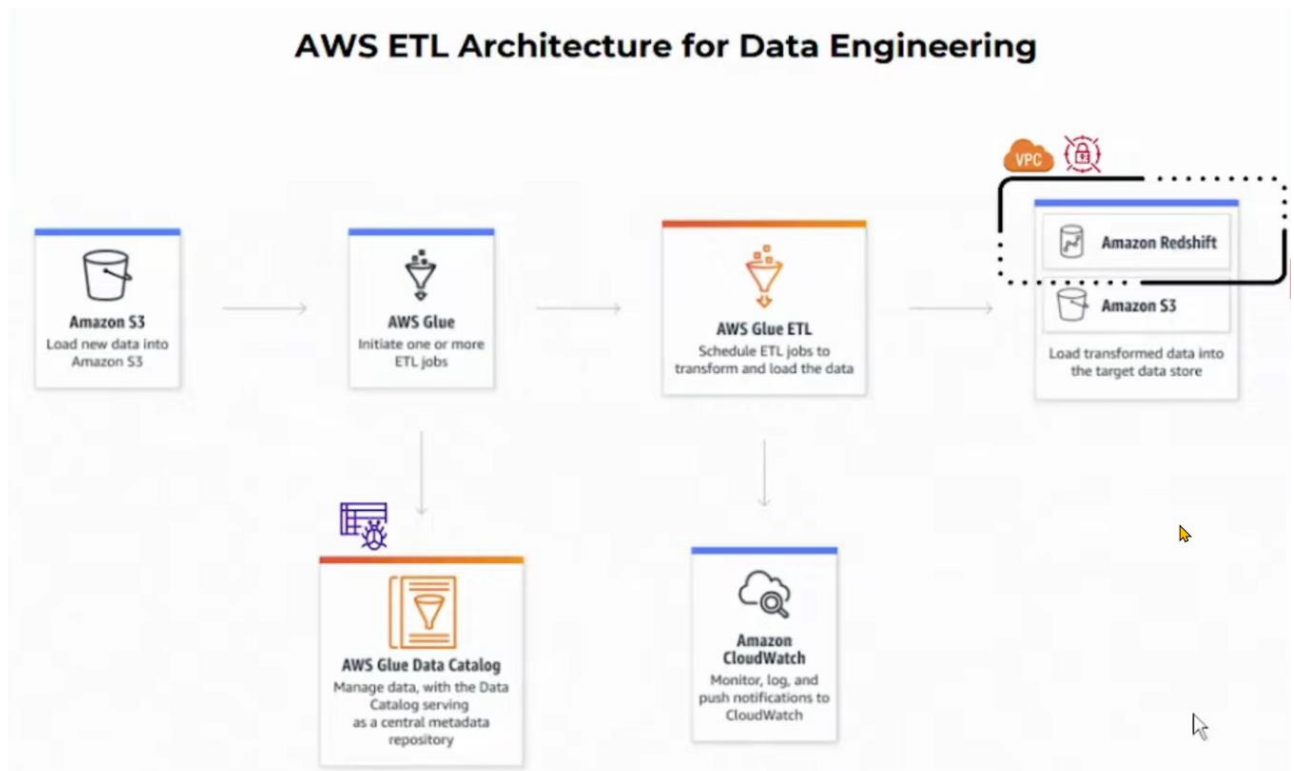 AWS ETL Architecture for Data Engineering
VPC
Amazon Redshift
Amazon S3
Load transformed data into
the target data store
Amazon S3
Load new data into
Amazon S3
AWS Glue
Initiate one or more
ETL jobs
AWS Glue ETL
Schedule ETL jobs to
transform and load the data
AWS Glue Data Catalog
Manage data, with the Data
Catalog serving
as a central metadata
repository
Amazon
CloudWatch
Monitor, log, and
push notifications to
CloudWatch